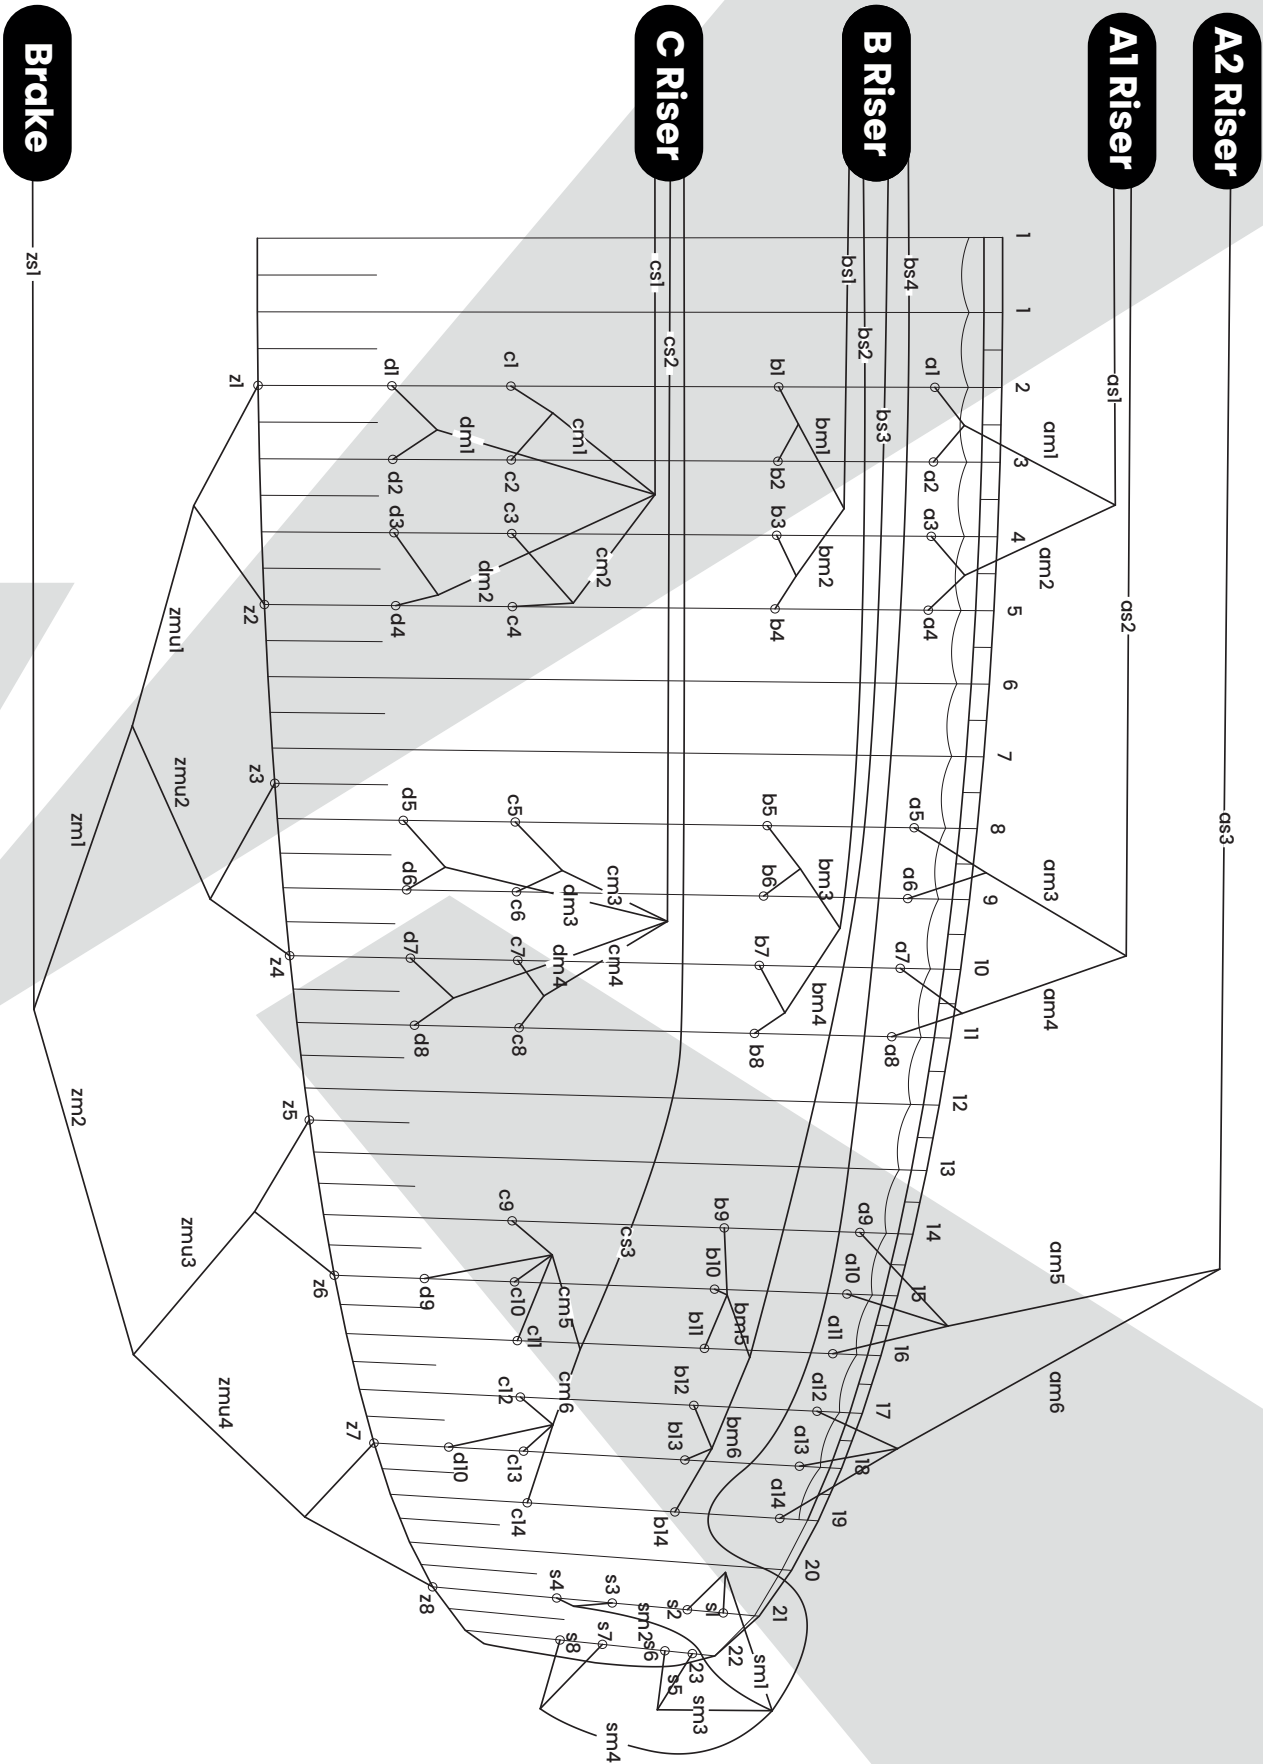 A2 Riser
A1 Riser
B Riser
C Riser
Brake
as3
as2
as1
bs4
bs3
bs2
bs1
cs1
cs2
cs3
zs1
1
1
2
3
4
5
6
7
8
9
10
11
12
13
14
15
16
17
18
19
20
21
22
23
am1
am2
am3
am4
am5
am6
a1
a2
a3
a4
a5
a6
a7
a8
a9
a10
a11
a12
a13
a14
bm1
bm2
bm3
bm4
bm5
bm6
b1
b2
b3
b4
b5
b6
b7
b8
b9
b10
b11
b12
b13
b14
cm1
cm2
cm3
cm4
cm5
cm6
c1
c2
c3
c4
c5
c6
c7
c8
c9
c10
c11
c12
c13
c14
dm1
dm2
dm3
dm4
d1
d2
d3
d4
d5
d6
d7
d8
d9
d10
s1
s2
s3
s4
s5
s6
s7
s8
sm1
sm2
sm3
sm4
z1
z2
z3
z4
z5
z6
z7
z8
zmu1
zmu2
zmu3
zmu4
zm1
zm2